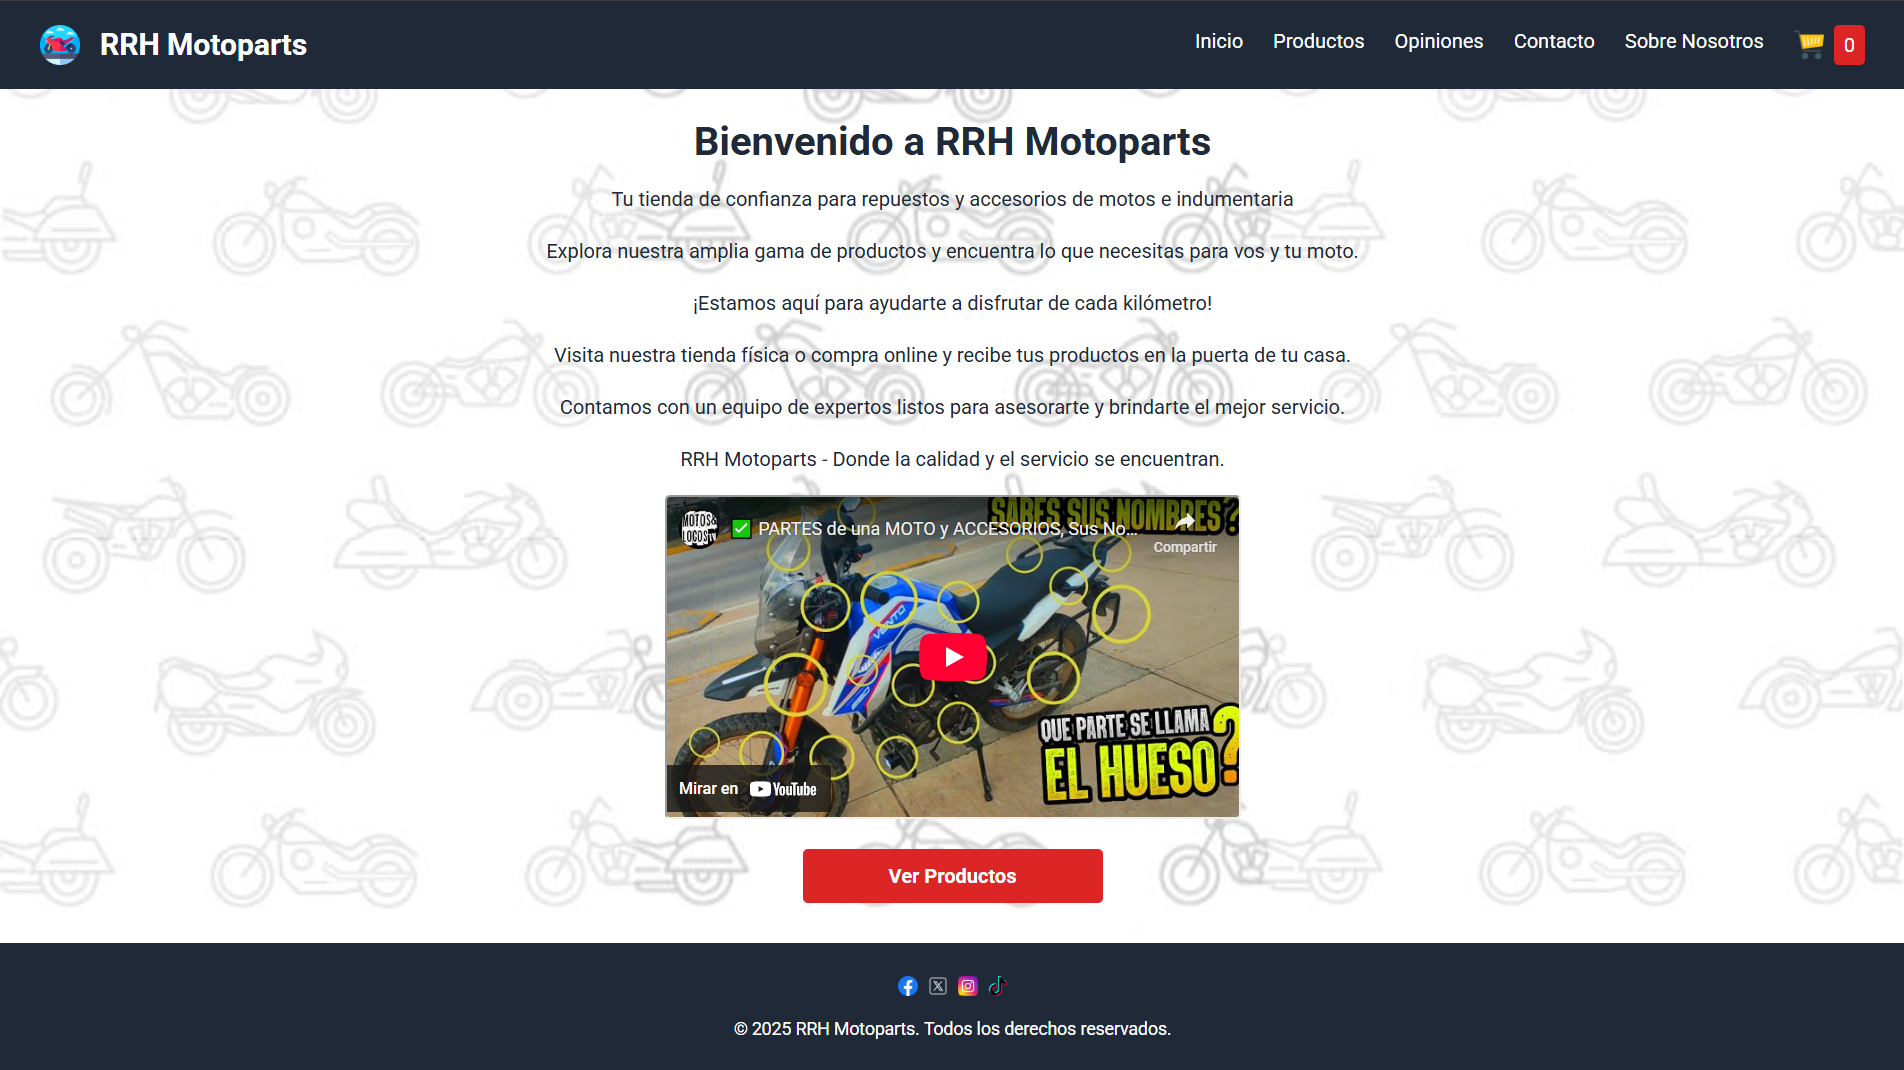 RRH Motoparts
Inicio Productos Opiniones Contacto Sobre Nosotros 0
Bienvenido a RRH Motoparts
Tu tienda de confianza para repuestos y accesorios de motos e indumentaria
Explora nuestra amplia gama de productos y encuentra lo que necesitas para vos y tu moto.
¡Estamos aquí para ayudarte a disfrutar de cada kilómetro!
Visita nuestra tienda física o compra online y recibe tus productos en la puerta de tu casa.
Contamos con un equipo de expertos listos para asesorarte y brindarte el mejor servicio.
RRH Motoparts - Donde la calidad y el servicio se encuentran.
SABES SUS NOMBRES?
MOTOS&
LOCOSTV
✅ PARTES de una MOTO y ACCESORIOS, Sus No...
Compartir
VENTO
QUE PARTE SE LLAMA
EL HUESO?
Mirar en YouTube
Ver Productos
© 2025 RRH Motoparts. Todos los derechos reservados.